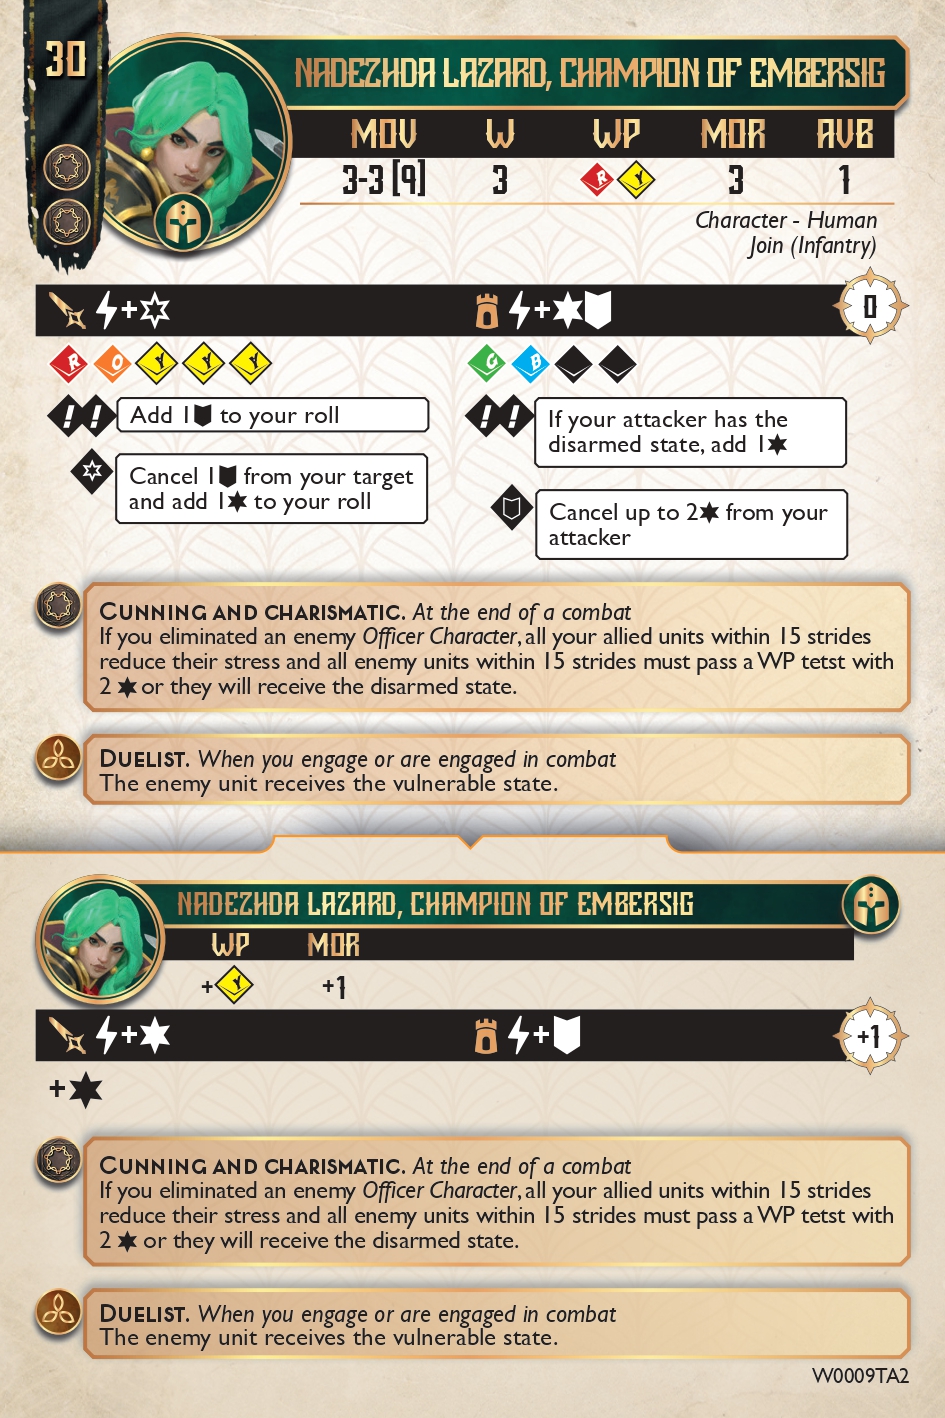 30
NADEZHDA LAZARD, CHAMPION OF EMBERSIG
MOV W WP MOR AVB
3-3 [9] 3 R Y 3 1
Character - Human
Join (Infantry)
+ + 0
R O Y Y Y G B
!! Add 1 to your roll
!! If your attacker has the
disarmed state, add 1
Cancel 1 from your target
and add 1 to your roll
Cancel up to 2 from your
attacker
CUNNING AND CHARISMATIC. At the end of a combat
If you eliminated an enemy Officer Character, all your allied units within 15 strides
reduce their stress and all enemy units within 15 strides must pass a WP tetst with
2 or they will receive the disarmed state.
DUELIST. When you engage or are engaged in combat
The enemy unit receives the vulnerable state.
NADEZHDA LAZARD, CHAMPION OF EMBERSIG
WP MOR
+Y +1
+ + +1
+
CUNNING AND CHARISMATIC. At the end of a combat
If you eliminated an enemy Officer Character, all your allied units within 15 strides
reduce their stress and all enemy units within 15 strides must pass a WP tetst with
2 or they will receive the disarmed state.
DUELIST. When you engage or are engaged in combat
The enemy unit receives the vulnerable state.
W0009TA2